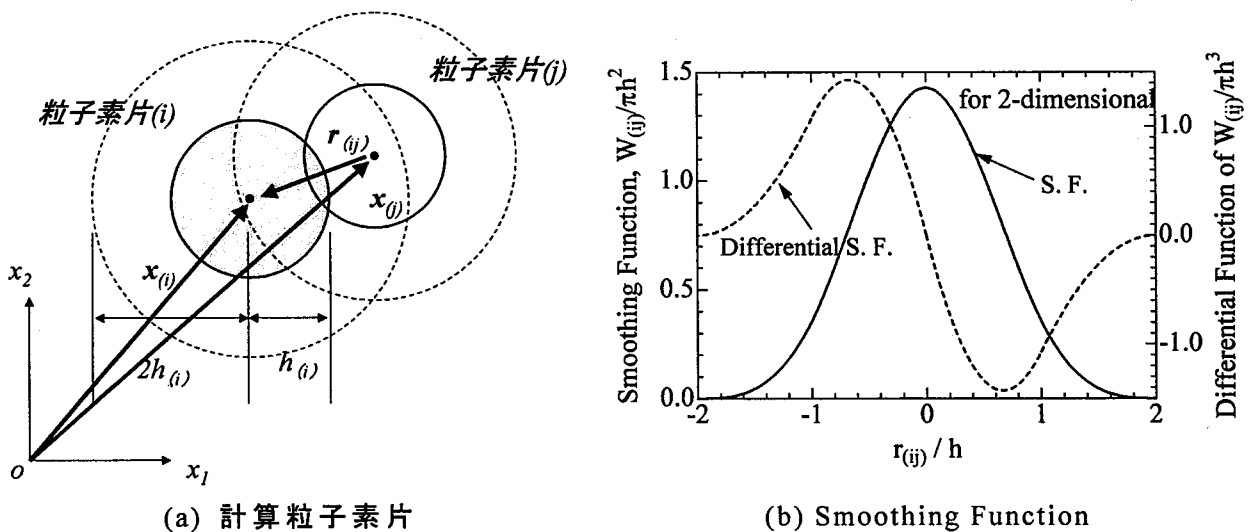 粒子素片(i)
粒子素片(j)
r(ij)
x(j)
x(i)
x2
2h(i)
h(i)
o
x1
(a) 計算粒子素片
Smoothing Function, W(ij)/πh²
1.5
1.0
0.5
0.0
for 2-dimensional
S. F.
Differential S. F.
1.0
0.0
-1.0
Differential Function of W(ij)/πh³
-2
-1
0
1
2
r(ij) / h
(b) Smoothing Function